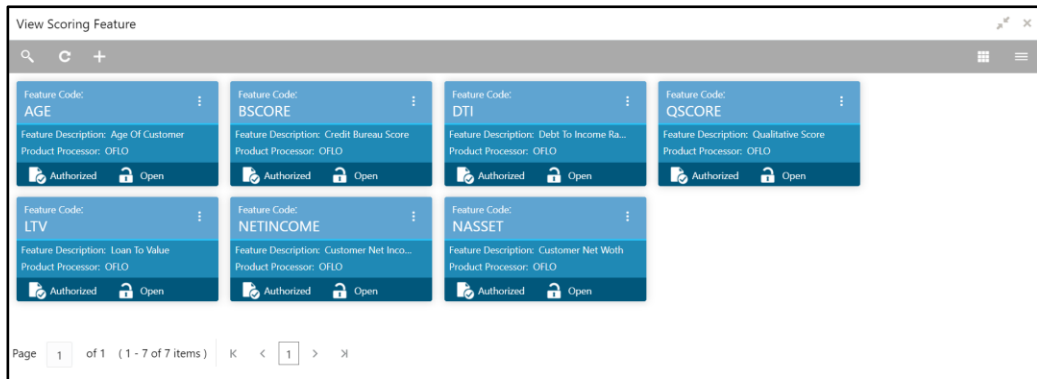 View Scoring Feature
Feature Code:
AGE
Feature Description: Age Of Customer
Product Processor: OFLO
Authorized Open
Feature Code:
BSCORE
Feature Description: Credit Bureau Score
Product Processor: OFLO
Authorized Open
Feature Code:
DTI
Feature Description: Debt To Income Ra...
Product Processor: OFLO
Authorized Open
Feature Code:
QSCORE
Feature Description: Qualitative Score
Product Processor: OFLO
Authorized Open
Feature Code:
LTV
Feature Description: Loan To Value
Product Processor: OFLO
Authorized Open
Feature Code:
NETINCOME
Feature Description: Customer Net Inco...
Product Processor: OFLO
Authorized Open
Feature Code:
NASSET
Feature Description: Customer Net Woth
Product Processor: OFLO
Authorized Open
Page 1 of 1 ( 1 - 7 of 7 items ) 1